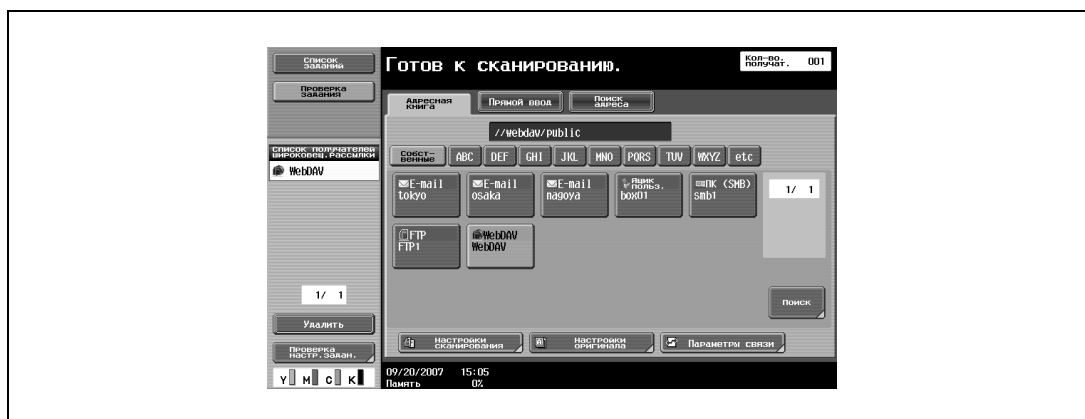 Список
заданий
Готов к сканированию.
Кол-во.
получат. 001
Проверка
задания
Адресная
книга
Прямой ввод
Поиск
адреса
//webdav/public
Список получателей
широковещ.рассылки
WebDAV
Собст-
венные
ABC
DEF
GHI
JKL
MNO
PQRS
TUV
WXYZ
etc
E-mail
tokyo
E-mail
osaka
E-mail
nagoya
Ящик
польз.
box01
ПК (SMB)
smb1
1/ 1
FTP
FTP1
WebDAV
WebDAV
1/ 1
Поиск
Удалить
Проверка
настр.задан.
Настройки
сканирования
Настройки
оригинала
Параметры связи
Y M C K
09/20/2007 15:05
Память 0%